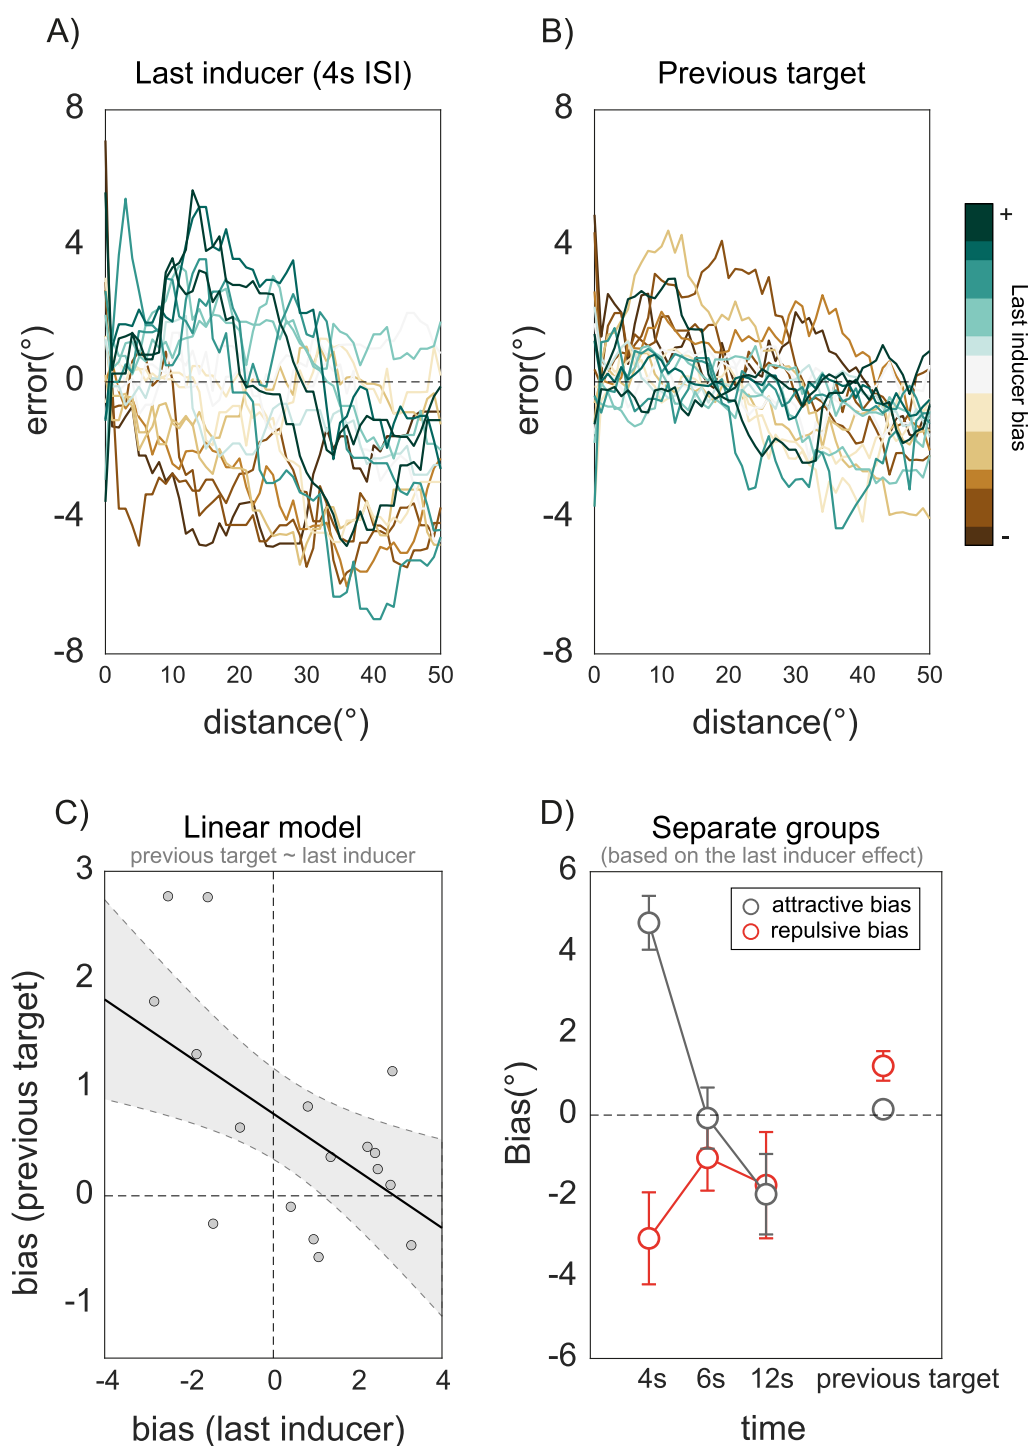 A)
Last inducer (4s ISI)
8
4
0
-4
-8
error(°)
0 10 20 30 40 50
distance(°)
B)
Previous target
8
4
0
-4
-8
error(°)
0 10 20 30 40 50
distance(°)
+
-
Last inducer bias
C)
Linear model
previous target ~ last inducer
3
2
1
0
-1
bias (previous target)
-4 -2 0 2 4
bias (last inducer)
D)
Separate groups
(based on the last inducer effect)
6
4
2
0
-2
-4
-6
Bias(°)
attractive bias
repulsive bias
4s 6s 12s previous target
time